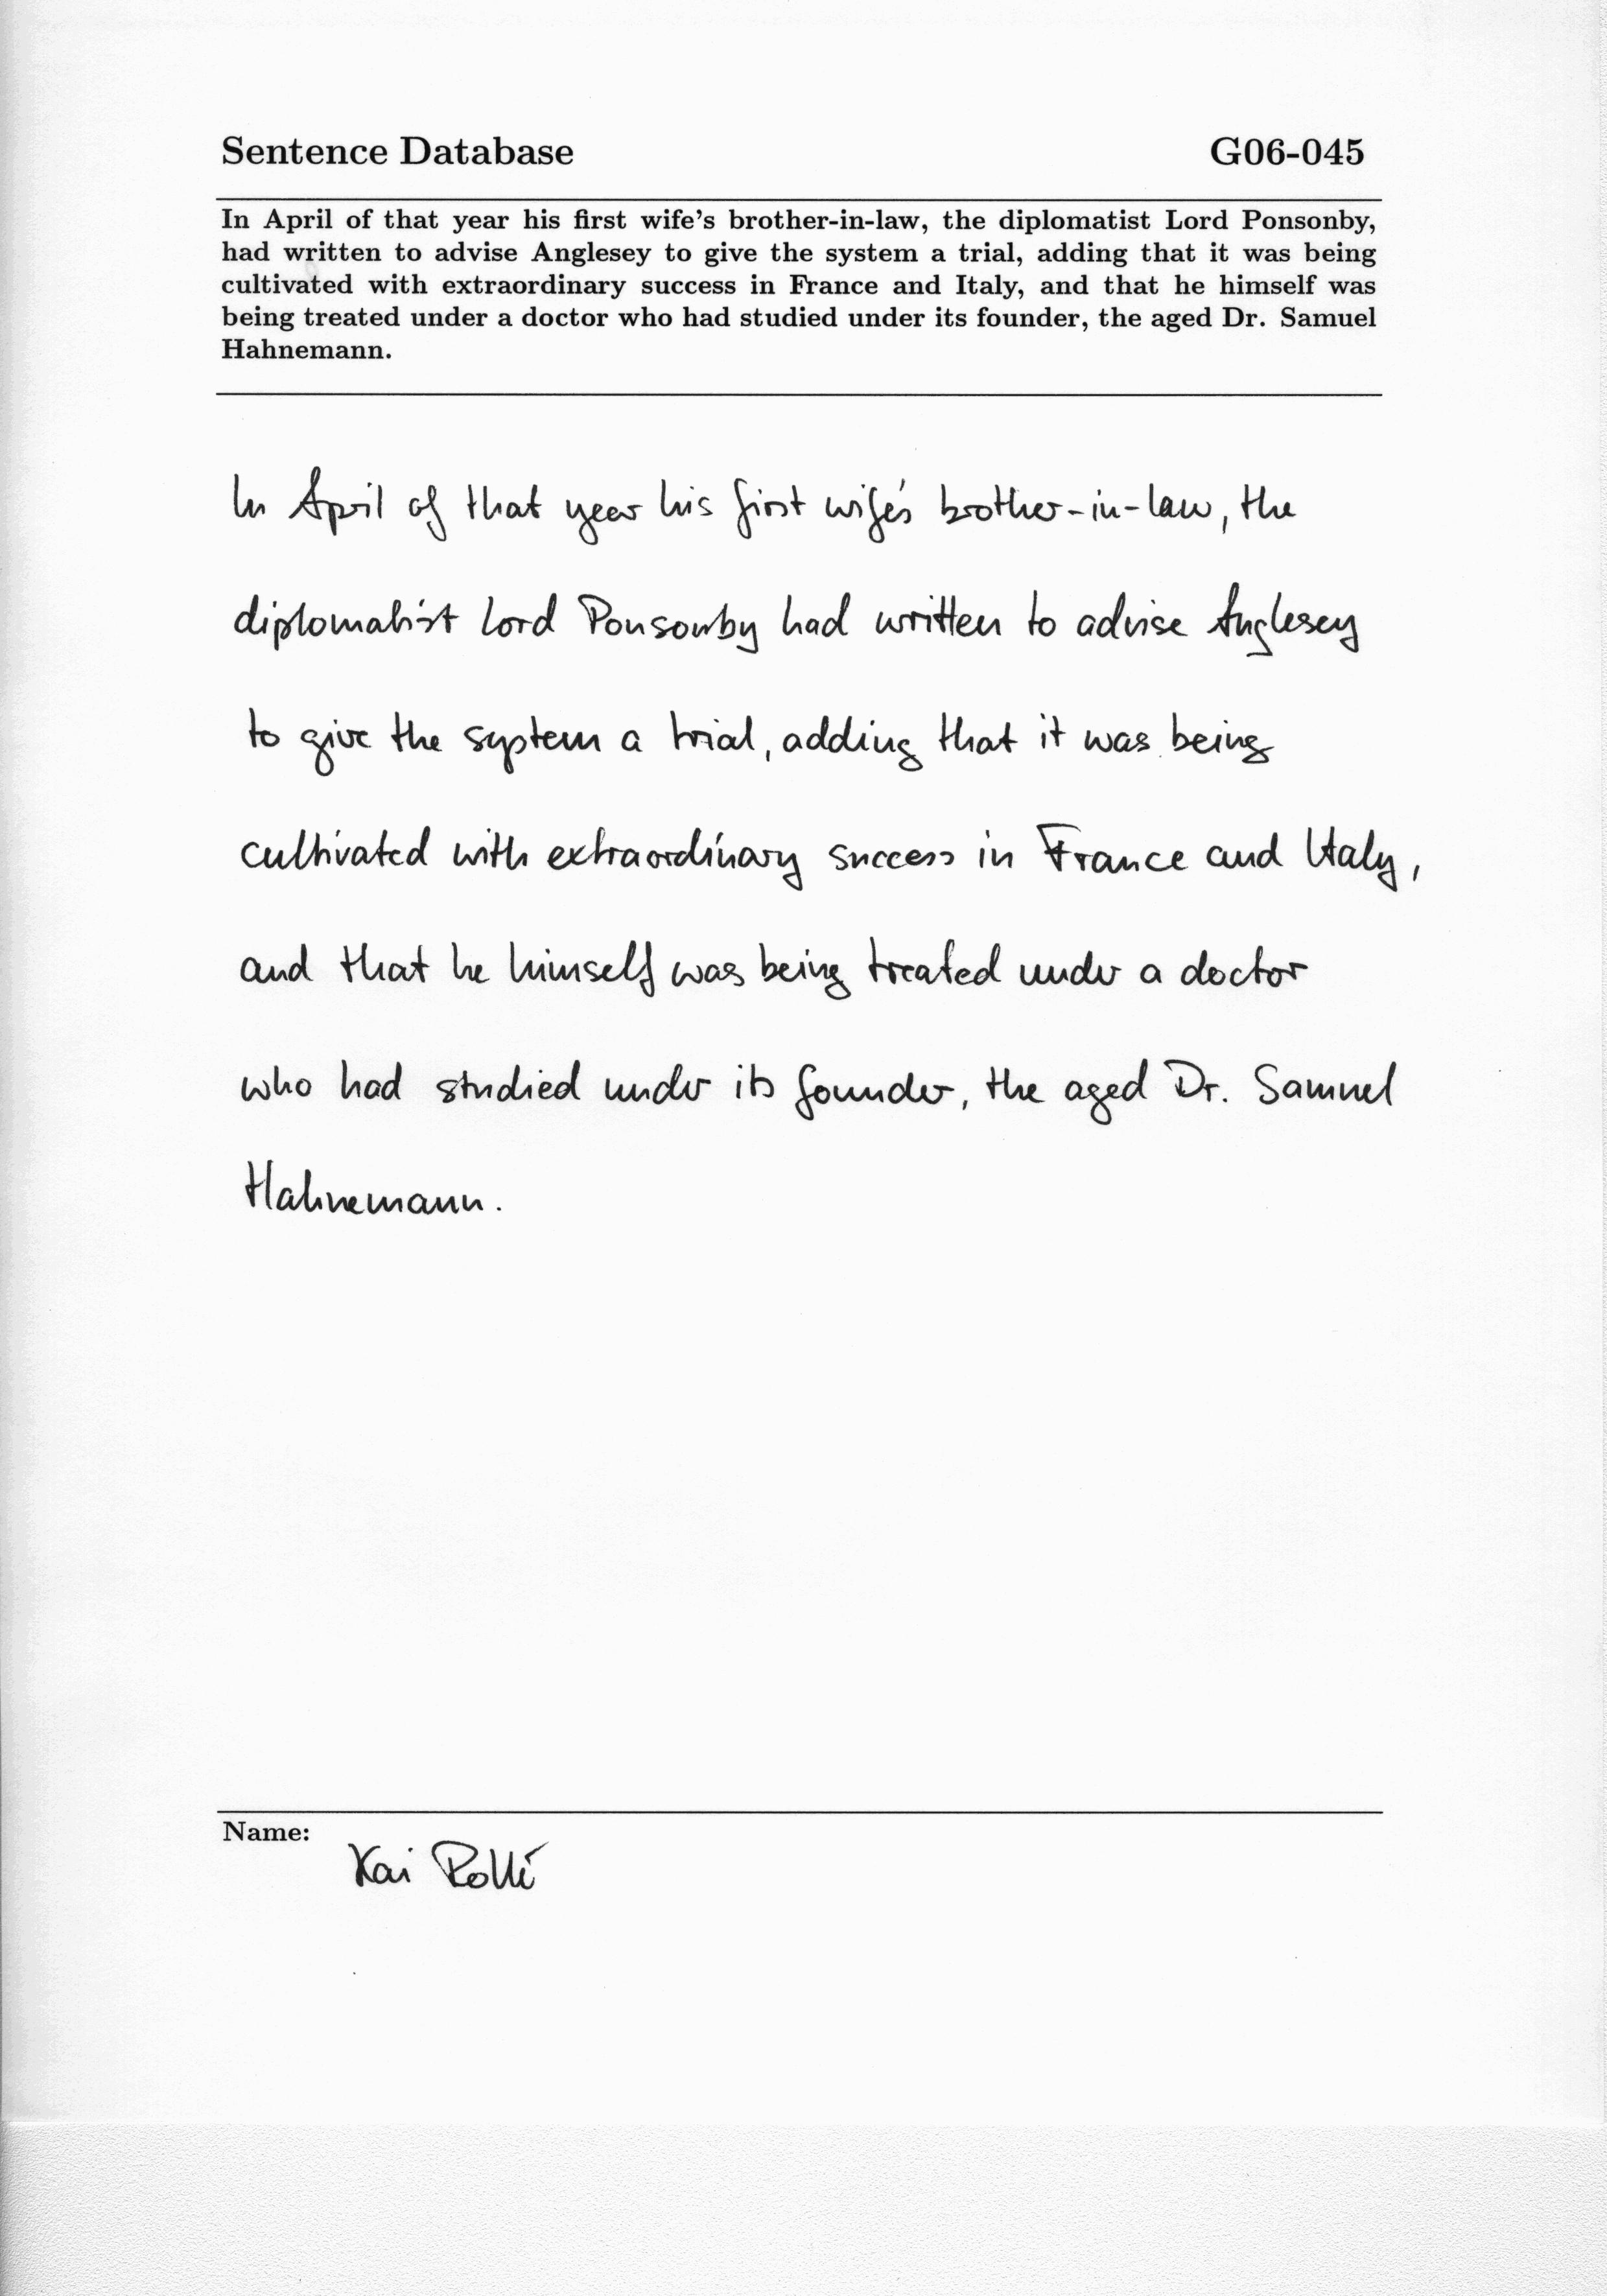 Sentence Database G06-045
In April of that year his first wife's brother-in-law, the diplomatist Lord Ponsonby,
had written to advise Anglesey to give the system a trial, adding that it was being
cultivated with extraordinary success in France and Italy, and that he himself was
being treated under a doctor who had studied under its founder, the aged Dr. Samuel
Hahnemann.
In April of that year his first wife's brother-in-law, the
diplomatist Lord Ponsonby had written to advise Anglesey
to give the system a trial, adding that it was being
cultivated with extraordinary success in France and Italy,
and that he himself was being treated under a doctor
who had studied under its founder, the aged Dr. Samuel
Hahnemann.
Name:
Kai